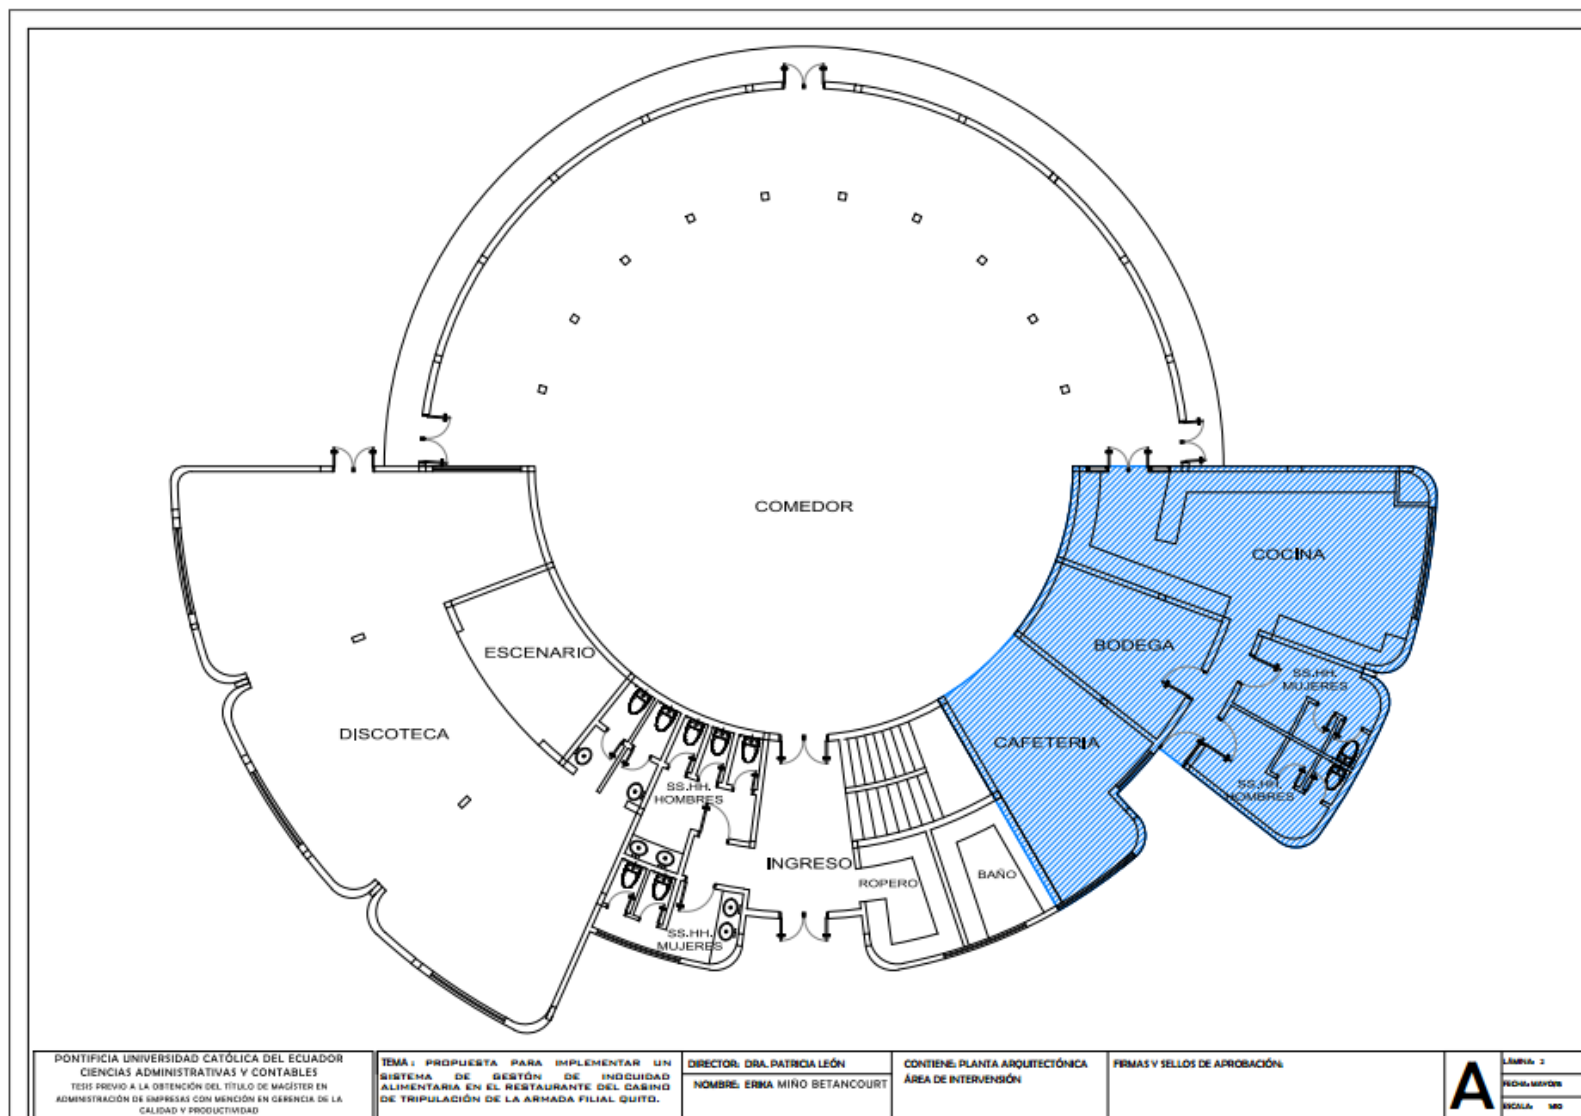 COMEDOR
COCINA
BODEGA
ESCENARIO
SS.HH.
MUJERES
DISCOTECA
CAFETERIA
SS.HH.
HOMBRES
SS.HH.
HOMBRES
INGRESO
ROPERO
BAÑO
SS.HH.
MUJERES
PONTIFICIA UNIVERSIDAD CATÓLICA DEL ECUADOR
CIENCIAS ADMINISTRATIVAS Y CONTABLES
TESIS PREVIO A LA OBTENCIÓN DEL TÍTULO DE MAGÍSTER EN
ADMINISTRACIÓN DE EMPRESAS CON MENCIÓN EN GERENCIA DE LA
CALIDAD Y PRODUCTIVIDAD
TEMA : PROPUESTA PARA IMPLEMENTAR UN
SISTEMA DE GESTÓN DE INOCUIDAD
ALIMENTARIA EN EL RESTAURANTE DEL CASINO
DE TRIPULACIÓN DE LA ARMADA FILIAL QUITO.
DIRECTOR: DRA. PATRICIA LEÓN
NOMBRE: ERIKA MIÑO BETANCOURT
CONTIENE: PLANTA ARQUITECTÓNICA
ÁREA DE INTERVENSIÓN
FIRMAS Y SELLOS DE APROBACIÓN:
A
LÁMINA: 2
FECHA:
ESCALA: